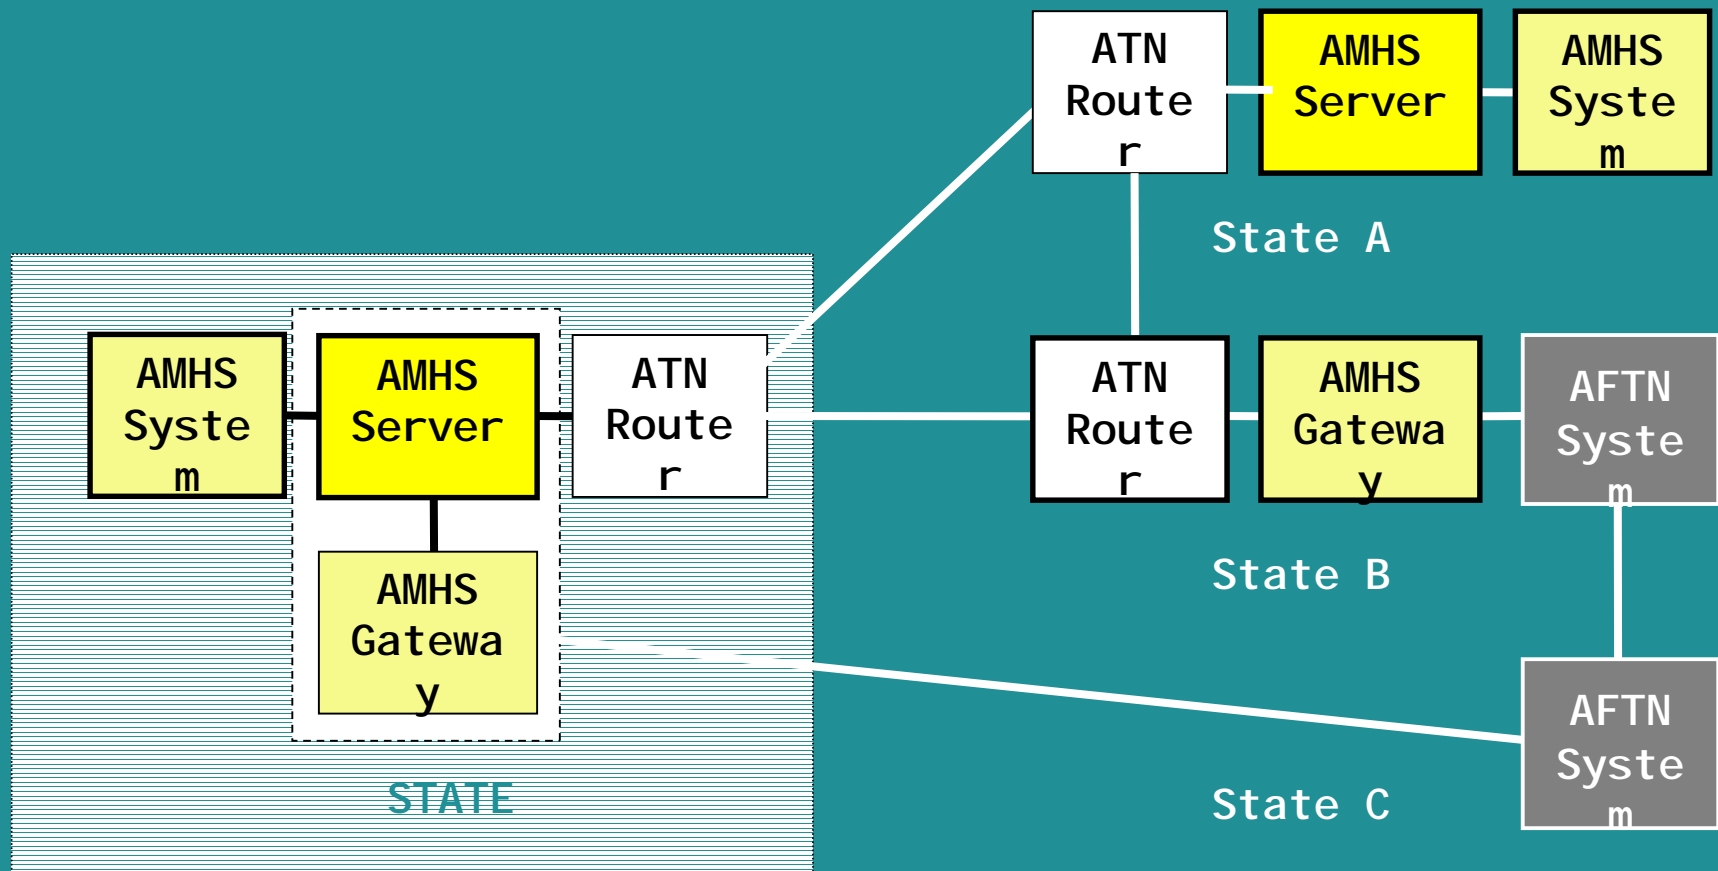 ATN
Route
r
AMHS
Server
AMHS
Syste
m
State A
AMHS
Syste
m
AMHS
Server
ATN
Route
r
ATN
Route
r
AMHS
Gatewa
y
AFTN
Syste
m
State B
AMHS
Gatewa
y
AFTN
Syste
m
STATE
State C